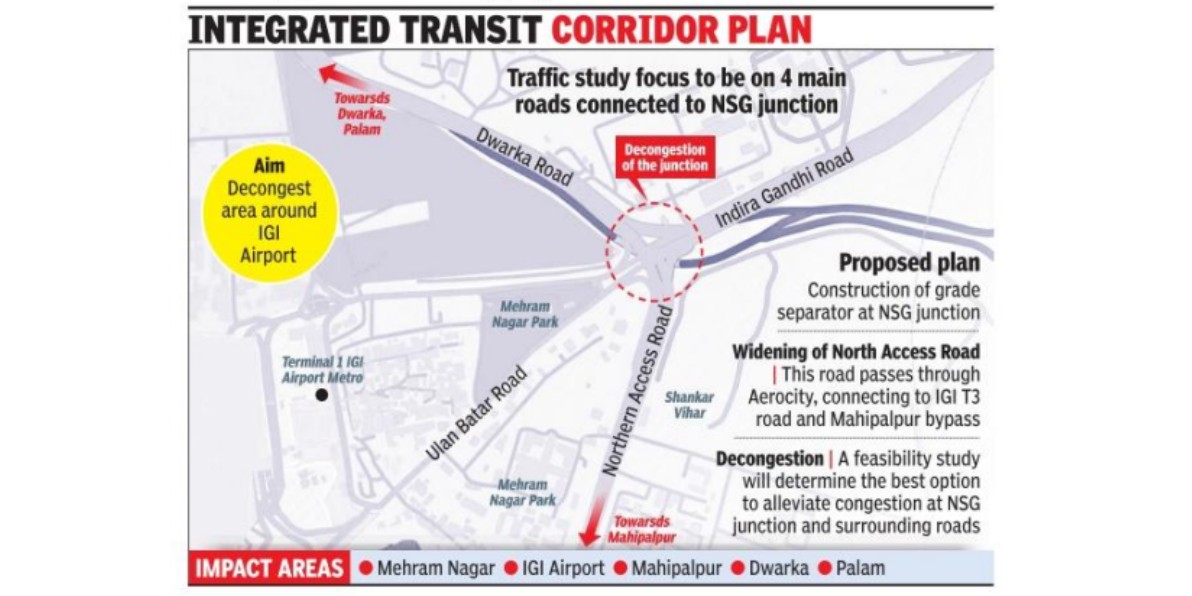 INTEGRATED TRANSIT CORRIDOR PLAN
Traffic study focus to be on 4 main
roads connected to NSG junction
Towarsds
Dwarka,
Palam
Dwarka Road
Decongestion
of the junction
Indira Gandhi Road
Aim
Decongest
area around
IGI
Airport
Proposed plan
Construction of grade
separator at NSG junction
Mehram
Nagar Park
Northern Access Road
Widening of North Access Road
| This road passes through
Aerocity, connecting to IGI T3
road and Mahipalpur bypass
Terminal 1 IGI
Airport Metro
Ulan Batar Road
Shankar
Vihar
Decongestion | A feasibility study
will determine the best option
to alleviate congestion at NSG
junction and surrounding roads
Mehram
Nagar Park
Towarsds
Mahipalpur
IMPACT AREAS ● Mehram Nagar ● IGI Airport ● Mahipalpur ● Dwarka ● Palam